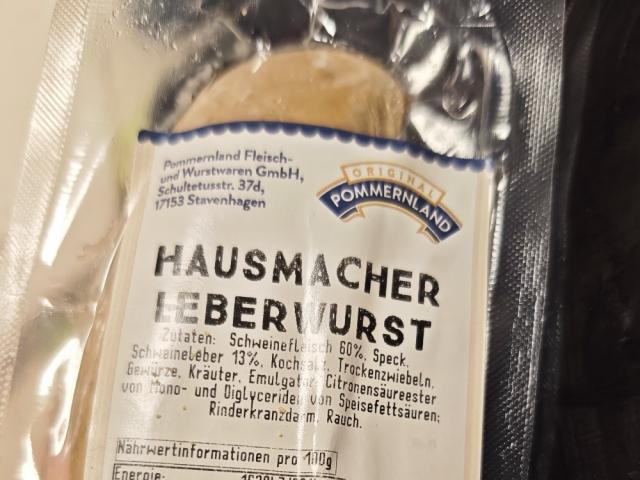 Pommernland Fleisch-
und Wurstwaren GmbH,
Schultetusstr. 37d,
17153 Stavenhagen
ORIGINAL
POMMERNLAND
HAUSMACHER
LEBERWURST
Zutaten: Schweinefleisch 60%, Speck,
Schweineleber 13%, Kochsalz, Trockenzwiebeln,
Gewürze, Kräuter, Emulgator: Citronensäureester
von Mono- und Diglyceriden von Speisefettsäuren;
Rinderkranzdarm, Rauch.
Nährwertinformationen pro 100g
Energie: